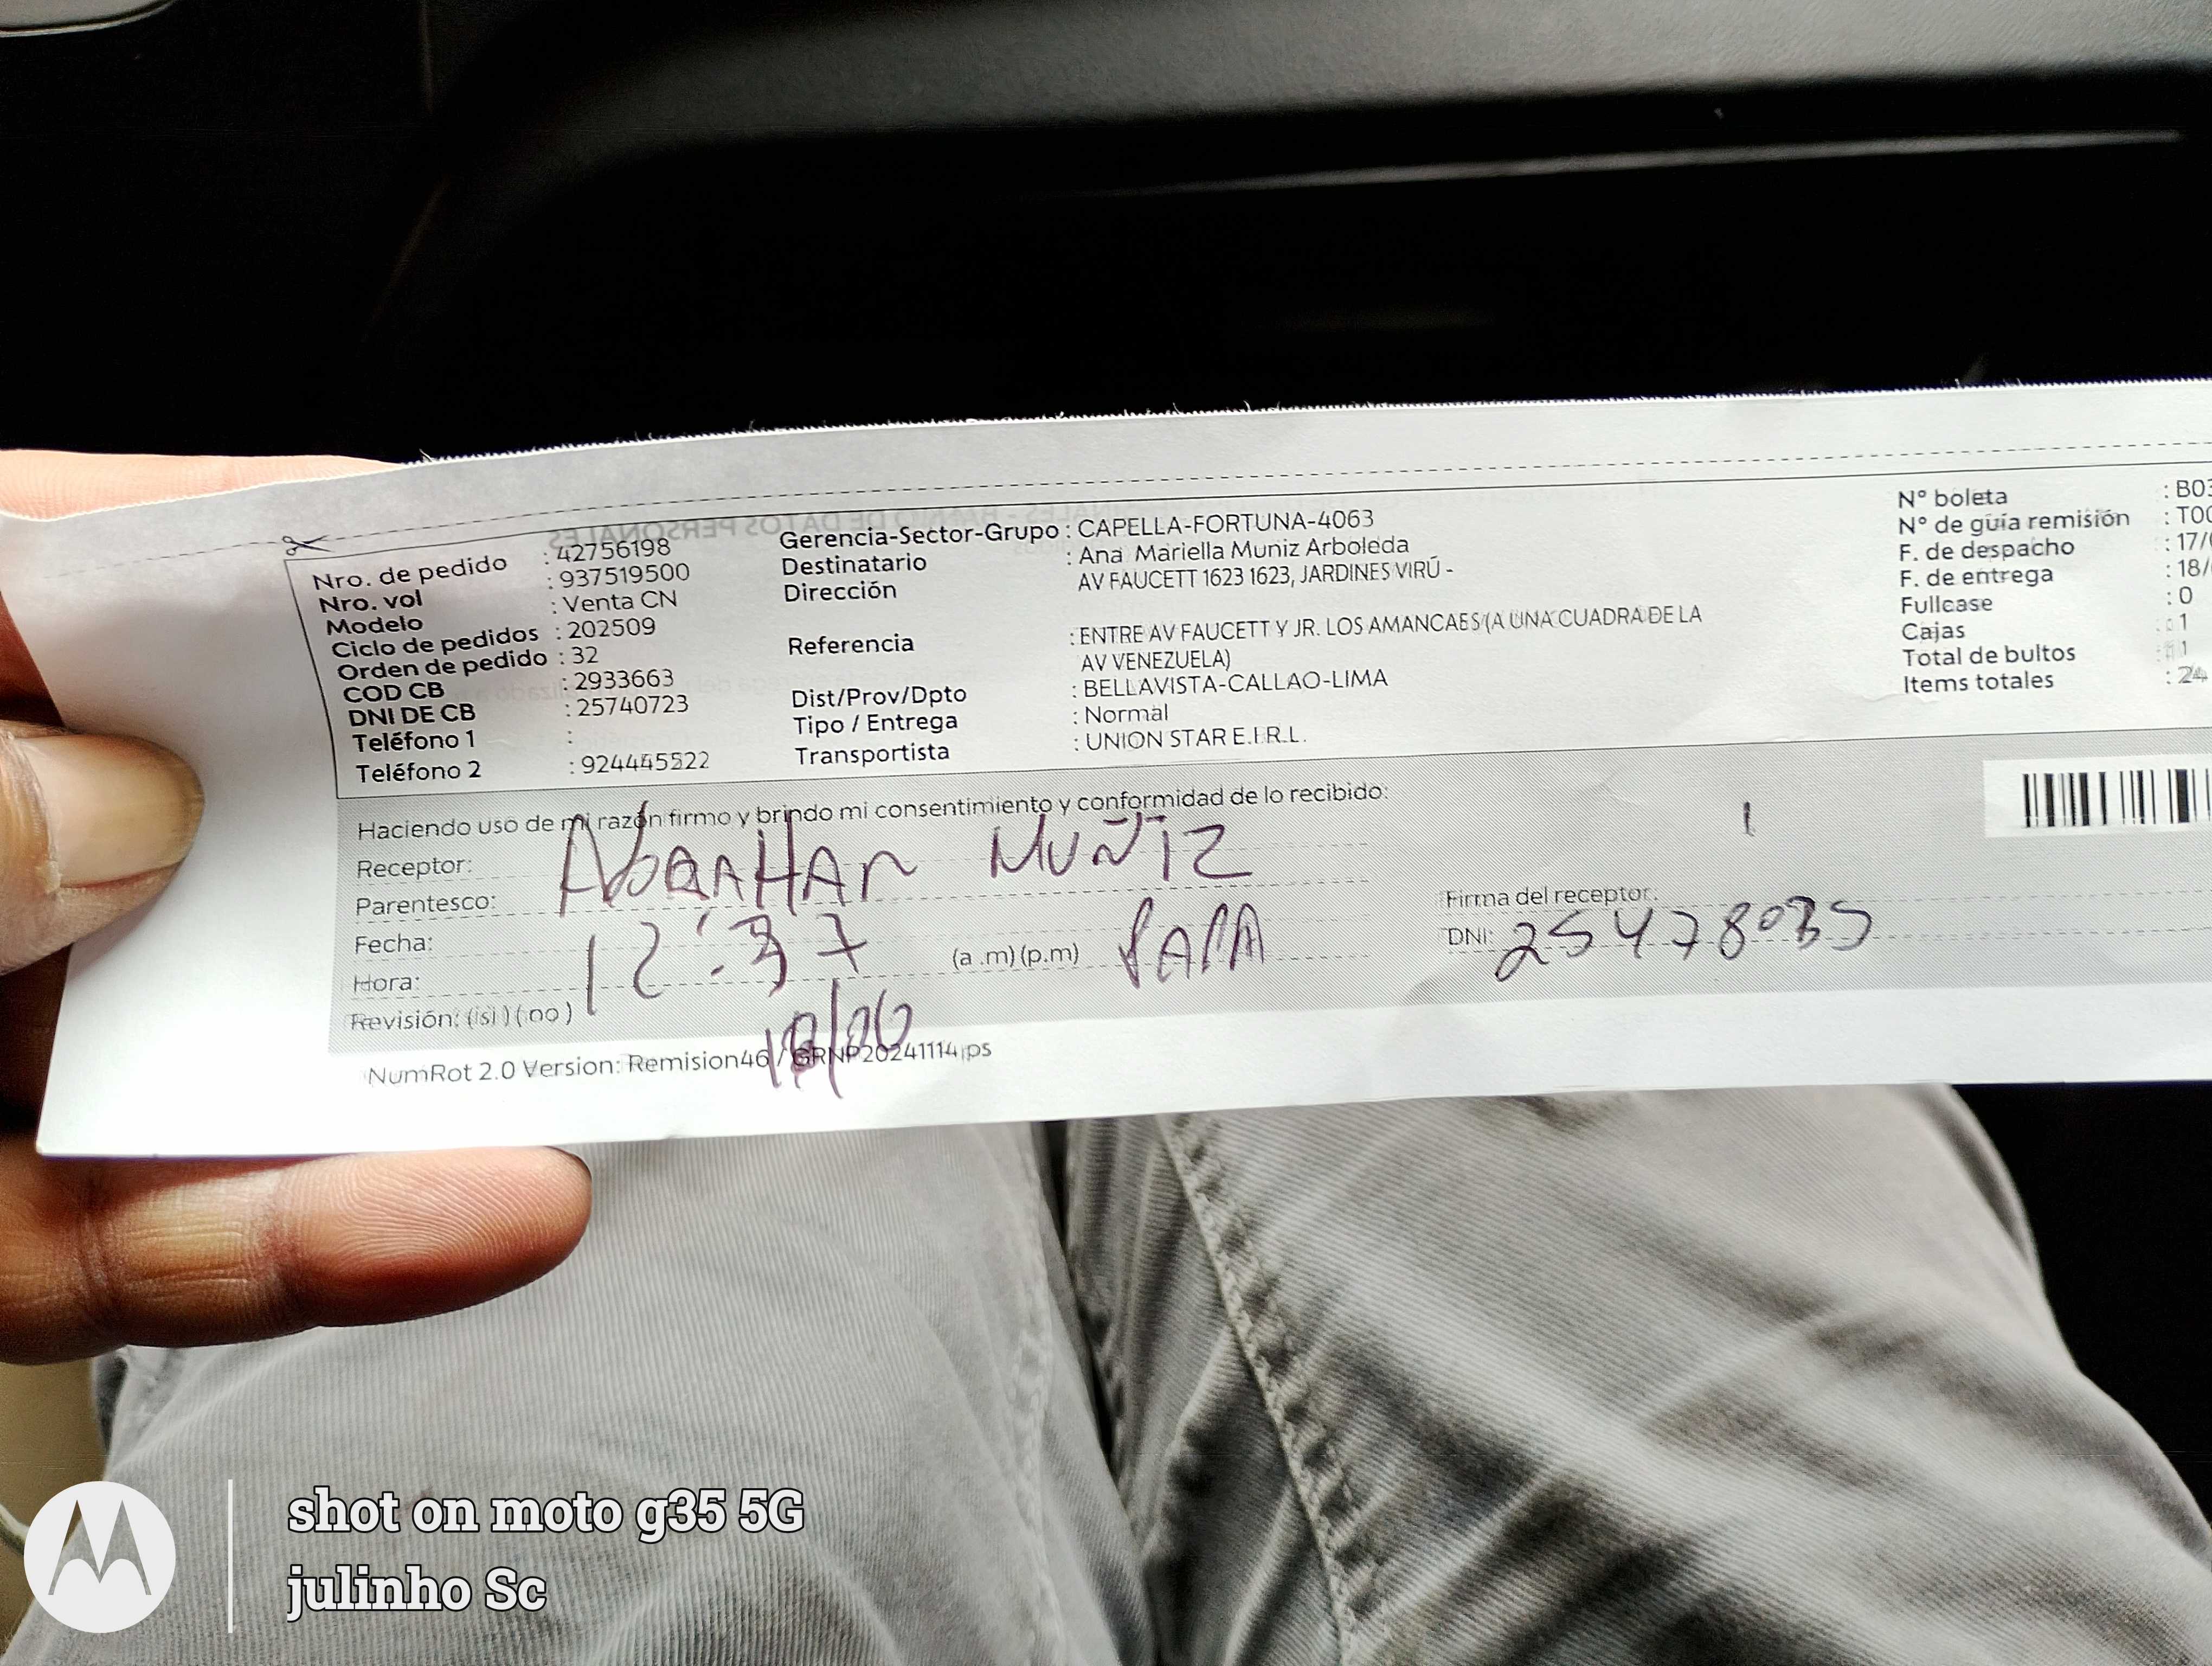 Nro. de pedido : 42756198
Nro. vol : 937519500
Modelo : Venta CN
Ciclo de pedidos : 202509
Orden de pedido : 32
COD CB : 2933663
DNI DE CB : 25740723
Teléfono 1 :
Teléfono 2 : 924445522
Gerencia-Sector-Grupo : CAPELLA-FORTUNA-4063
Destinatario : Ana Mariella Muniz Arboleda
Dirección AV FAUCETT 1623 1623, JARDINES VIRÚ -
Referencia : ENTRE AV FAUCETT Y JR. LOS AMANCAES (A UNA CUADRA DE LA
AV VENEZUELA)
Dist/Prov/Dpto : BELLAVISTA-CALLAO-LIMA
Tipo / Entrega : Normal
Transportista : UNION STAR E.I.R.L.
N° boleta : B03
N° de guía remisión : T00
F. de despacho : 17/
F. de entrega : 18/
Fullcase : 0
Cajas : 1
Total de bultos : 1
Items totales : 24
Haciendo uso de mi razón firmo y brindo mi consentimiento y conformidad de lo recibido:
Receptor: AbRAHAM MUÑIZ
Parentesco:
Fecha: 12:37 (a .m) (p.m) PAPA
Hora:
Revisión: (si) (no)
Firma del receptor:
DNI: 25478035
NumRot 2.0 Version: Remision46 / GRNP20241114.ps
shot on moto g35 5G
julinho Sc